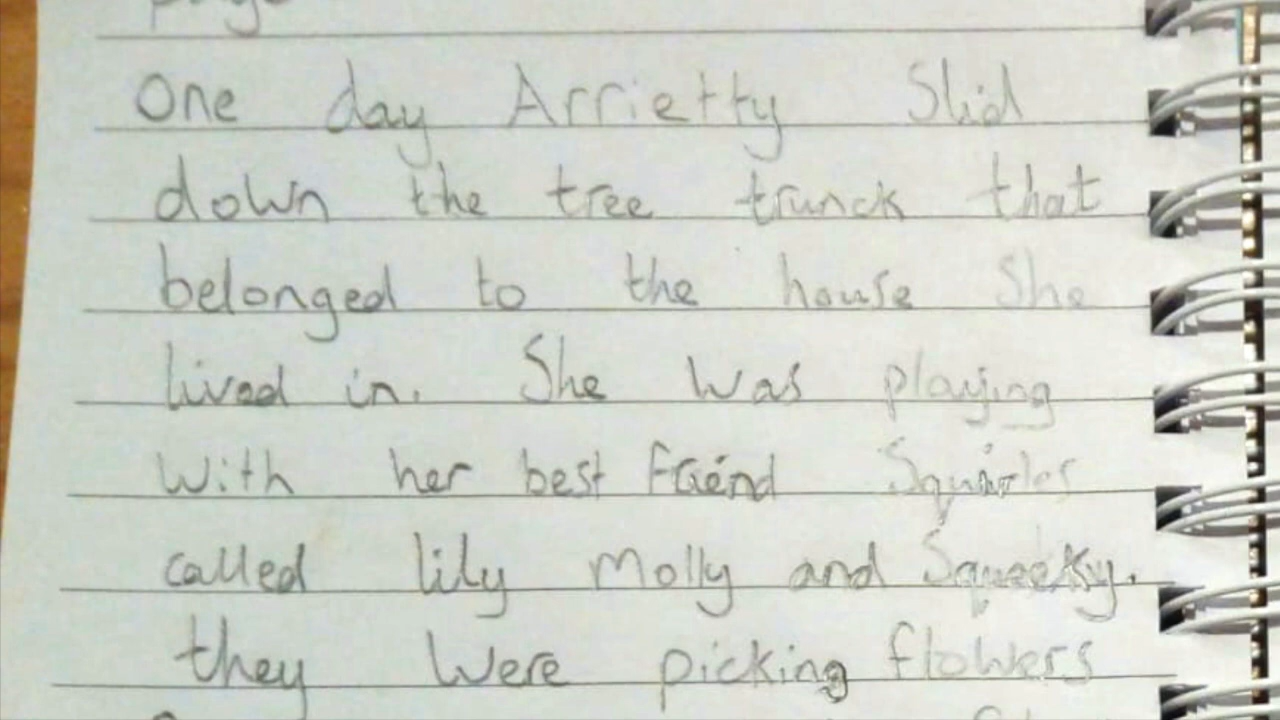 page
One day Arrietty Slid
down the tree trunck that
belonged to the house She
lived in. She was playing
With her best friend Squirles
called lily Molly and Squeeky.
they Were picking flowers